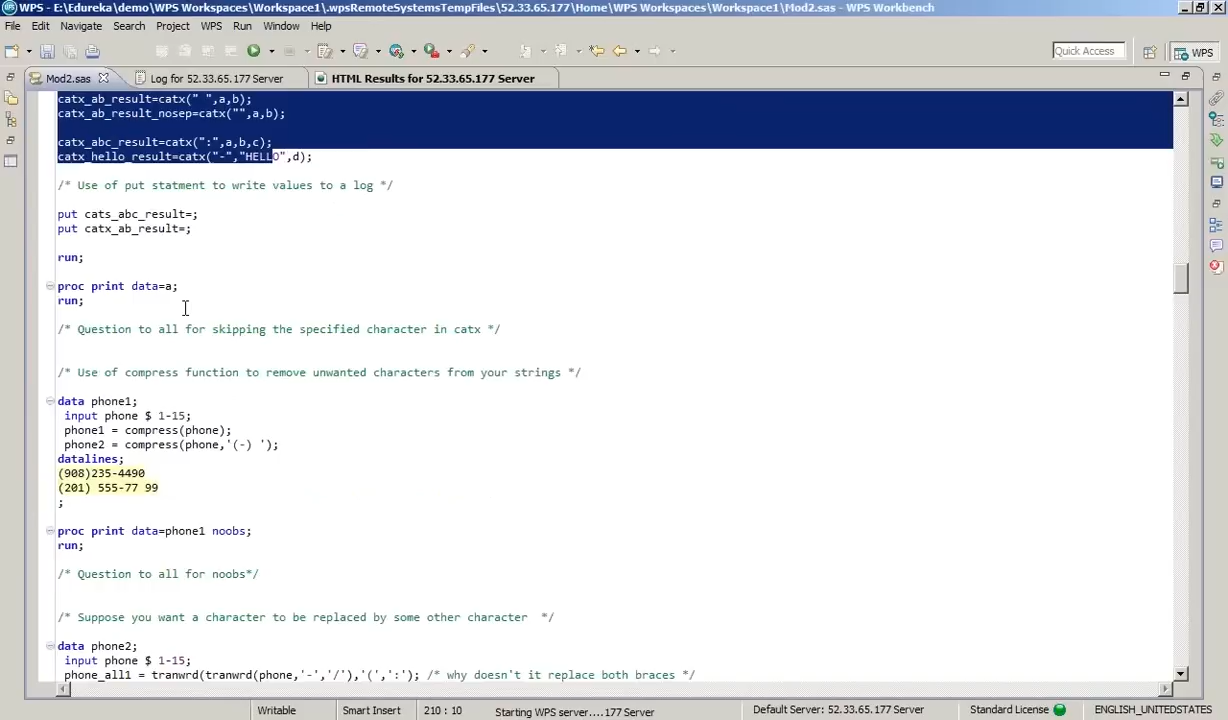 WPS - E:\Edureka\demo\WPS Workspaces\Workspace1\.wpsRemoteSystemsTempFiles\52.33.65.177\Home\WPS Workspaces\Workspace1\Mod2.sas - WPS Workbench
File Edit Navigate Search Project WPS Run Window Help
Quick Access
WPS
Mod2.sas
Log for 52.33.65.177 Server
HTML Results for 52.33.65.177 Server
catx_ab_result=catx(" ",a,b);
catx_ab_result_nosep=catx("",a,b);
catx_abc_result=catx(":",a,b,c);
catx_hello_result=catx("-","HELLO",d);
/* Use of put statment to write values to a log */
put cats_abc_result=;
put catx_ab_result=;
run;
proc print data=a;
run;
/* Question to all for skipping the specified character in catx */
/* Use of compress function to remove unwanted characters from your strings */
data phone1;
input phone $ 1-15;
phone1 = compress(phone);
phone2 = compress(phone,'(-) ');
datalines;
(908)235-4490
(201) 555-77 99
;
proc print data=phone1 noobs;
run;
/* Question to all for noobs*/
/* Suppose you want a character to be replaced by some other character  */
data phone2;
input phone $ 1-15;
phone_all1 = tranwrd(tranwrd(phone,'-','/'),'(',':'); /* why doesn't it replace both braces */
Writable
Smart Insert
210 : 10
Starting WPS server....177 Server
Default Server: 52.33.65.177 Server
Standard License
ENGLISH_UNITEDSTATES